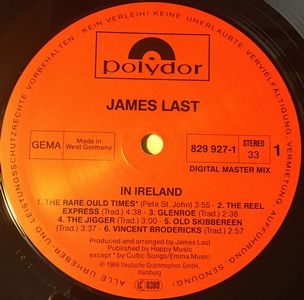 KEIN VERLEIH! KEINE UNERLAUBTE VERVIELFÄLTIGUNG, VERMIETUNG, AUFFÜHRUNG, SENDUNG! ALLE URHEBER- UND LEISTUNGSSCHUTZRECHTE VORBEHALTEN
polydor
JAMES LAST
GEMA
Made in
West Germany
829 927-1
STEREO
33
1
DIGITAL MASTER MIX
IN IRELAND
1. THE RARE OULD TIMES* (Pete St. John) 3:55 - 2. THE REEL
EXPRESS (Trad.) 4:38 - 3. GLENROE (Trad.) 2:38
4. THE JIGGER (Trad.) 3:06 - 5. OLD SKIBBEREEN
(Trad.) 3:37 - 6. VINCENT BRODERICKS (Trad.) 2:57
Produced and arranged by James Last
Published by Happy Music
except * by Celtic Songs/Emma Music
℗ 1986 Deutsche Grammophon GmbH.
Hamburg
LC 0309